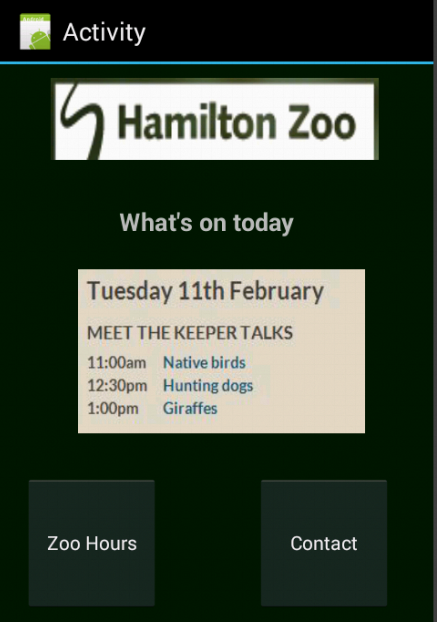 Activity
Hamilton Zoo
What's on today
Tuesday 11th February
MEET THE KEEPER TALKS
11:00am Native birds
12:30pm Hunting dogs
1:00pm Giraffes
Zoo Hours
Contact